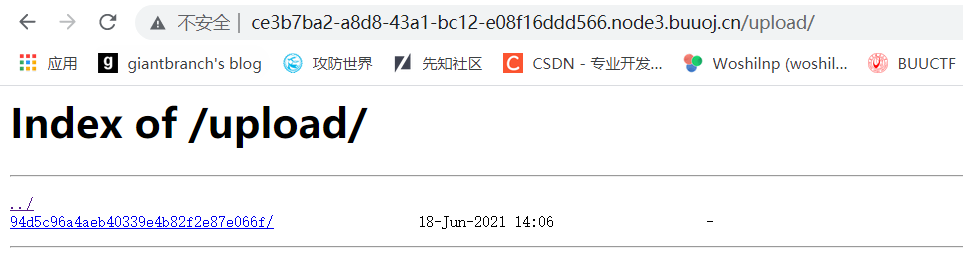 不安全 | ce3b7ba2-a8d8-43a1-bc12-e08f16ddd566.node3.buuoj.cn/upload/
应用 g giantbranch's blog 攻防世界 先知社区 C CSDN - 专业开发... Woshilnp (woshil... BUUCTF
Index of /upload/
../
94d5c96a4aeb40339e4b82f2e87e066f/ 18-Jun-2021 14:06 -